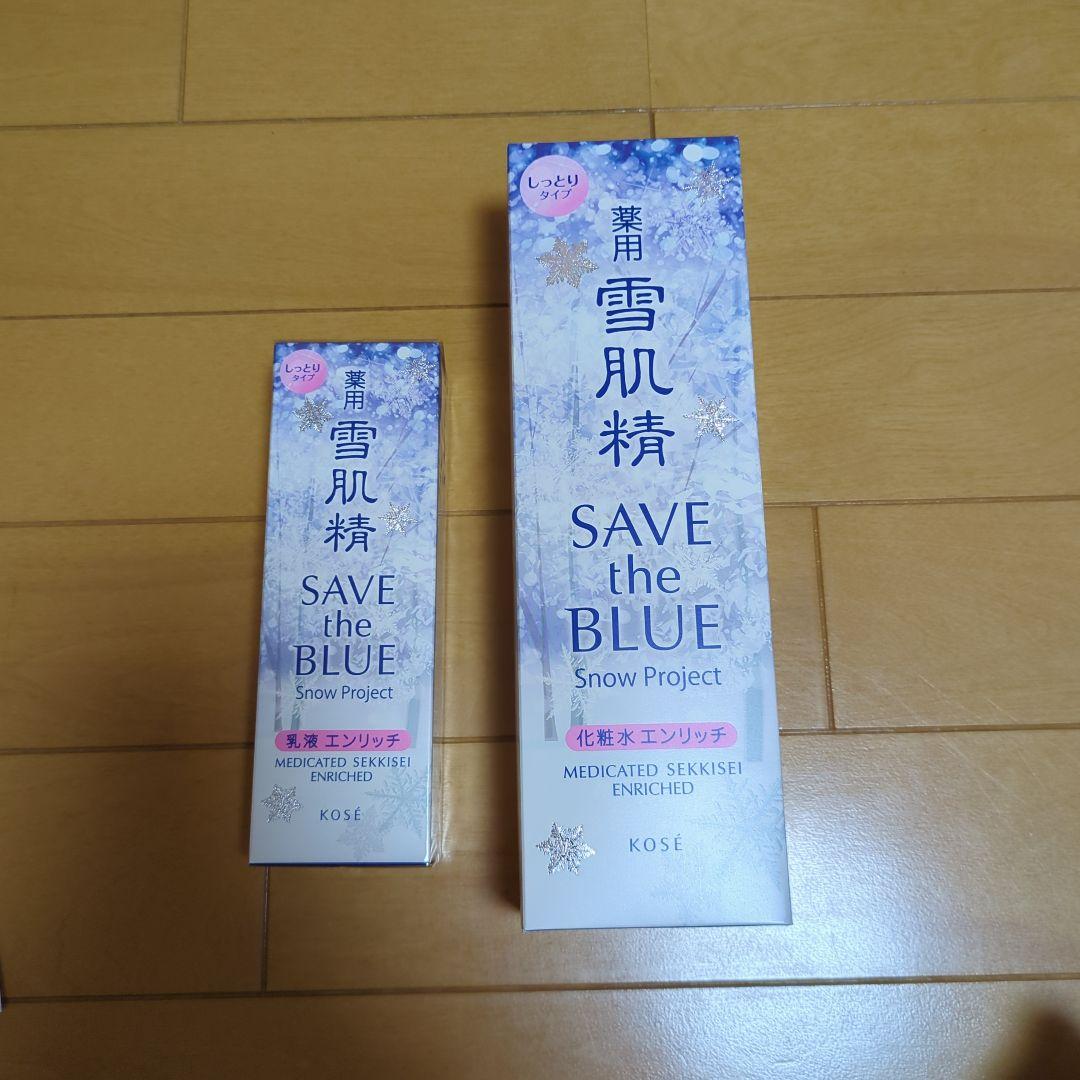 しっとり
タイプ
薬用
雪肌精
SAVE
the
BLUE
Snow Project
乳液 エンリッチ
MEDICATED SEKKISEI
ENRICHED
KOSÉ
しっとり
タイプ
薬用
雪肌精
SAVE
the
BLUE
Snow Project
化粧水 エンリッチ
MEDICATED SEKKISEI
ENRICHED
KOSÉ